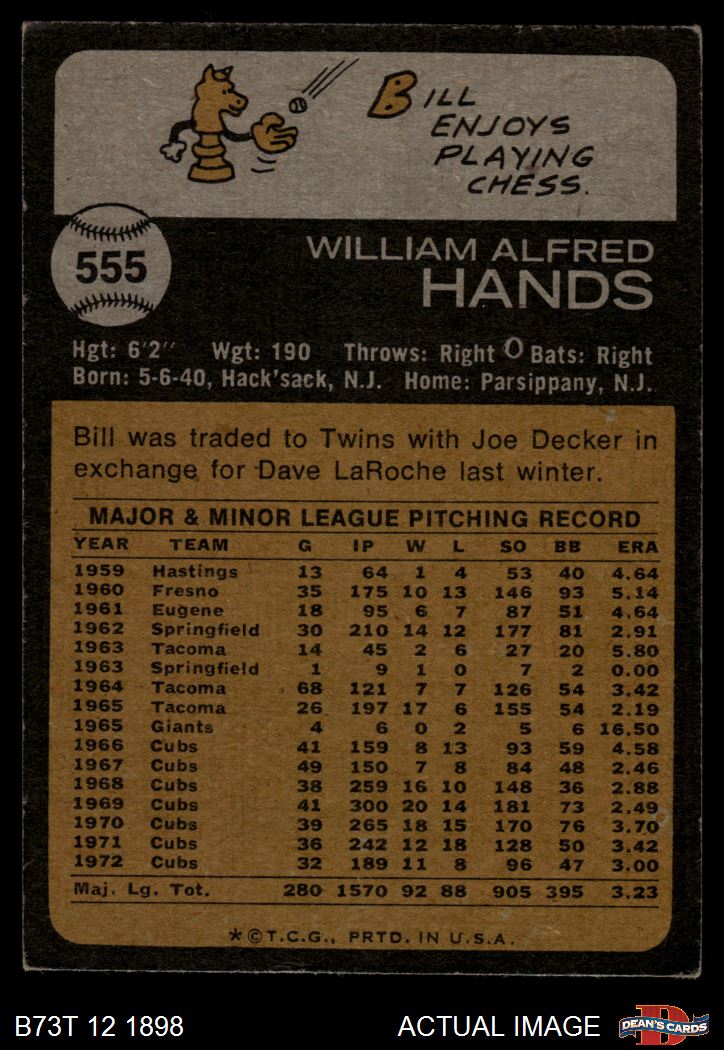 BILL
ENJOYS
PLAYING
CHESS.
555
WILLIAM ALFRED
HANDS
Hgt: 6'2" Wgt: 190 Throws: Right Bats: Right
Born: 5-6-40, Hack'sack, N.J. Home: Parsippany, N.J.
Bill was traded to Twins with Joe Decker in
exchange for Dave LaRoche last winter.
MAJOR & MINOR LEAGUE PITCHING RECORD
YEAR TEAM G IP W L SO BB ERA
1959 Hastings 13 64 1 4 53 40 4.64
1960 Fresno 35 175 10 13 146 93 5.14
1961 Eugene 18 95 6 7 87 51 4.64
1962 Springfield 30 210 14 12 177 81 2.91
1963 Tacoma 14 45 2 6 27 20 5.80
1963 Springfield 1 9 1 0 7 2 0.00
1964 Tacoma 68 121 7 7 126 54 3.42
1965 Tacoma 26 197 17 6 155 54 2.19
1965 Giants 4 6 0 2 5 6 16.50
1966 Cubs 41 159 8 13 93 59 4.58
1967 Cubs 49 150 7 8 84 48 2.46
1968 Cubs 38 259 16 10 148 36 2.88
1969 Cubs 41 300 20 14 181 73 2.49
1970 Cubs 39 265 18 15 170 76 3.70
1971 Cubs 36 242 12 18 128 50 3.42
1972 Cubs 32 189 11 8 96 47 3.00
Maj. Lg. Tot. 280 1570 92 88 905 395 3.23
*©T.C.G., PRTD. IN U.S.A.
B73T 12 1898 ACTUAL IMAGE
D
DEAN'S CARDS